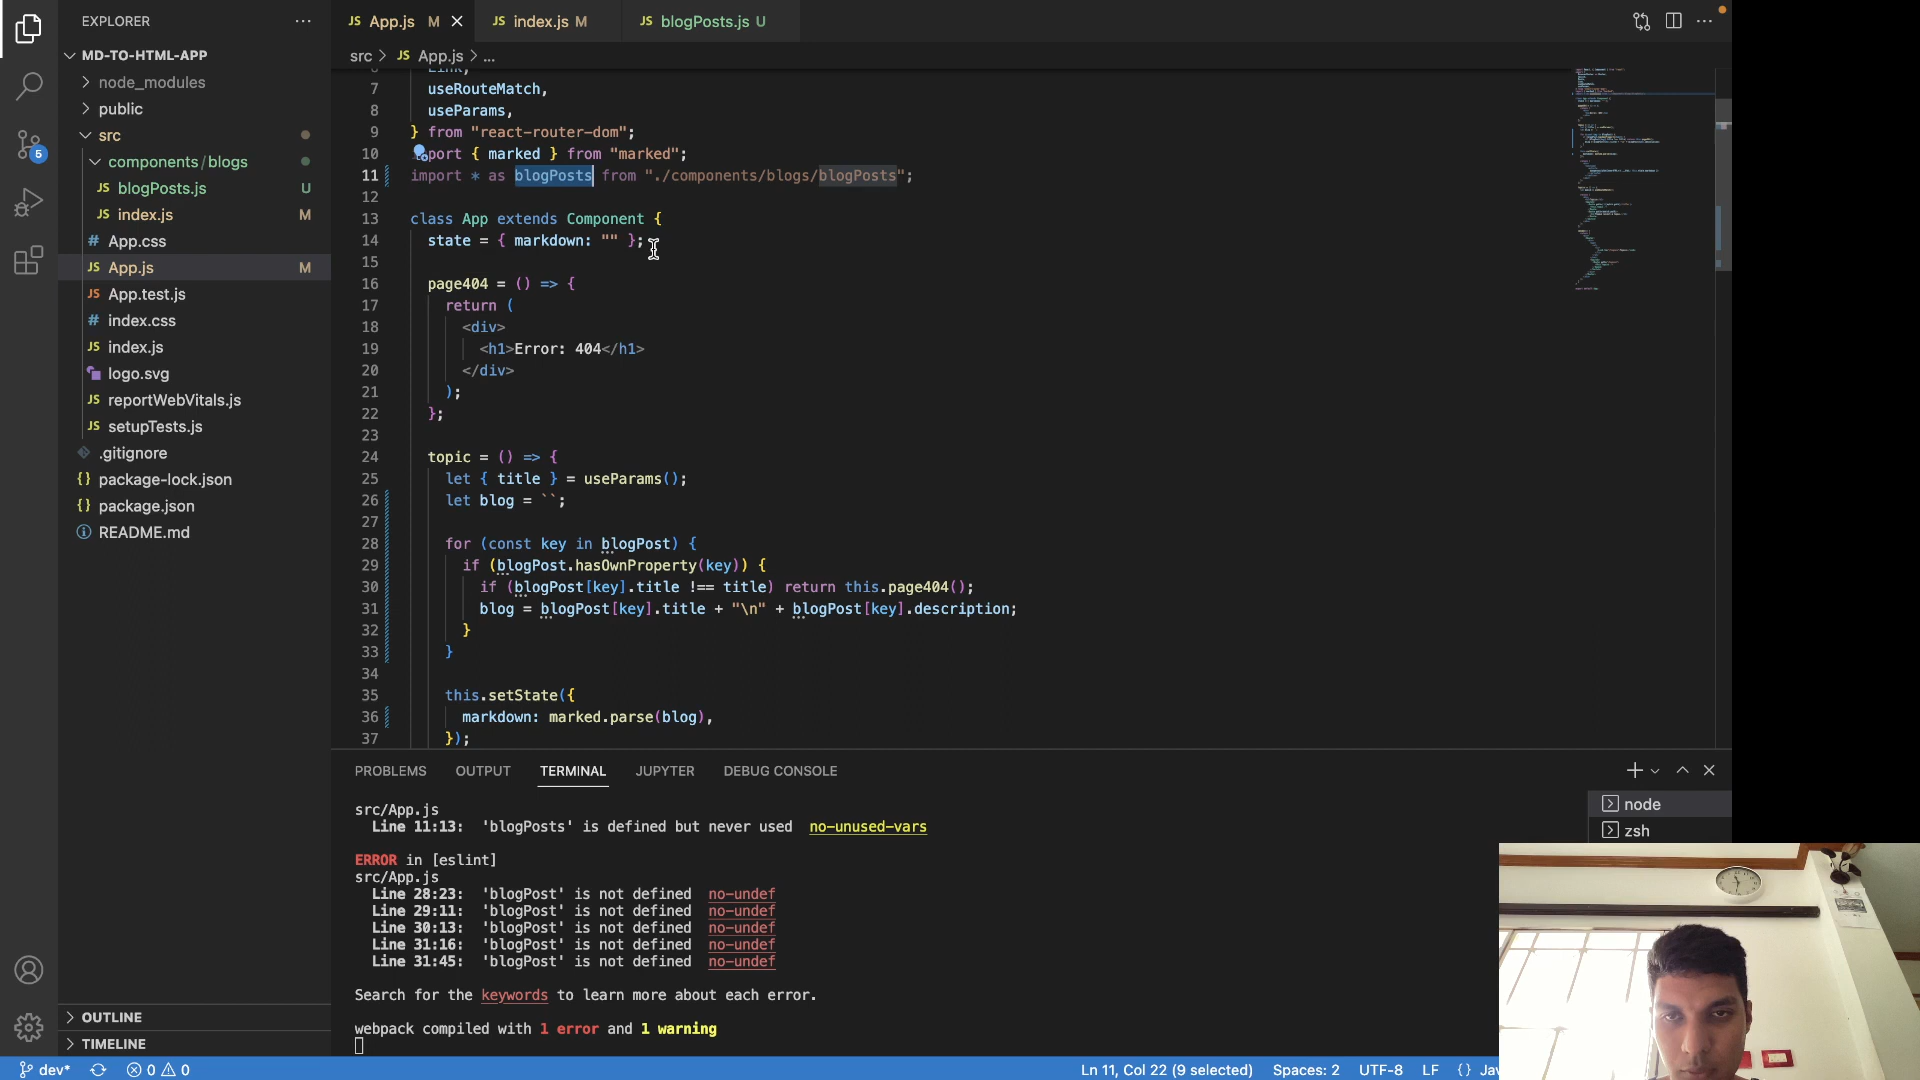 EXPLORER
MD-TO-HTML-APP
node_modules
public
src
components/blogs
JS blogPosts.js U
JS index.js M
# App.css
JS App.js M
JS App.test.js
# index.css
JS index.js
logo.svg
JS reportWebVitals.js
JS setupTests.js
.gitignore
{} package-lock.json
{} package.json
README.md
OUTLINE
TIMELINE
5
JS App.js M
JS index.js M
JS blogPosts.js U
src > JS App.js > ...
Link,
7 useRouteMatch,
8 useParams,
9 } from "react-router-dom";
10 import { marked } from "marked";
11 import * as blogPosts from "./components/blogs/blogPosts";
12
13 class App extends Component {
14 state = { markdown: "" };
15
16 page404 = () => {
17 return (
18 <div>
19 <h1>Error: 404</h1>
20 </div>
21 );
22 };
23
24 topic = () => {
25 let { title } = useParams();
26 let blog = ``;
27
28 for (const key in blogPost) {
29 if (blogPost.hasOwnProperty(key)) {
30 if (blogPost[key].title !== title) return this.page404();
31 blog = blogPost[key].title + "\n" + blogPost[key].description;
32 }
33 }
34
35 this.setState({
36 markdown: marked.parse(blog),
37 });
PROBLEMS OUTPUT TERMINAL JUPYTER DEBUG CONSOLE
src/App.js
Line 11:13: 'blogPosts' is defined but never used no-unused-vars
ERROR in [eslint]
src/App.js
Line 28:23: 'blogPost' is not defined no-undef
Line 29:11: 'blogPost' is not defined no-undef
Line 30:13: 'blogPost' is not defined no-undef
Line 31:16: 'blogPost' is not defined no-undef
Line 31:45: 'blogPost' is not defined no-undef
Search for the keywords to learn more about each error.
webpack compiled with 1 error and 1 warning
node
zsh
dev* 0 0 Ln 11, Col 22 (9 selected) Spaces: 2 UTF-8 LF {}